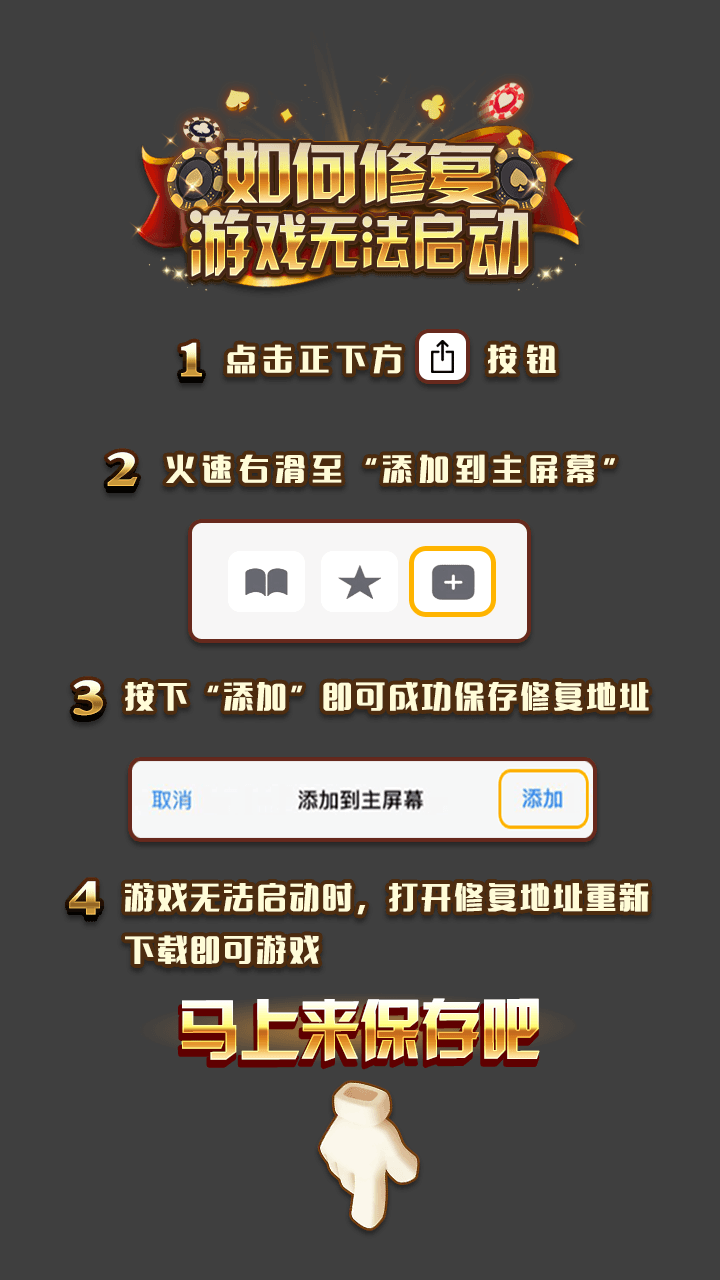 如何修复
游戏无法启动
1 点击正下方 按钮
2 火速右滑至“添加到主屏幕”
3 按下“添加”即可成功保存修复地址
取消 添加到主屏幕 添加
4 游戏无法启动时，打开修复地址重新
下载即可游戏
马上来保存吧